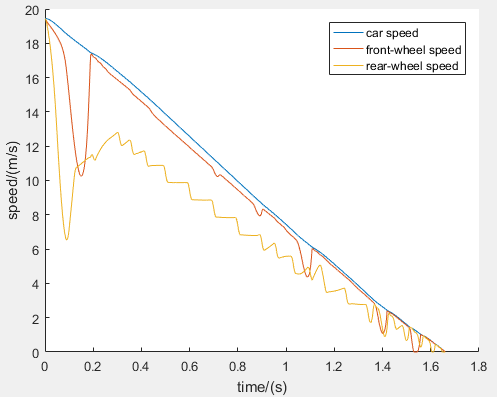 20
18
16
14
12
10
8
6
4
2
0
speed/(m/s)
car speed
front-wheel speed
rear-wheel speed
0 0.2 0.4 0.6 0.8 1 1.2 1.4 1.6 1.8
time/(s)